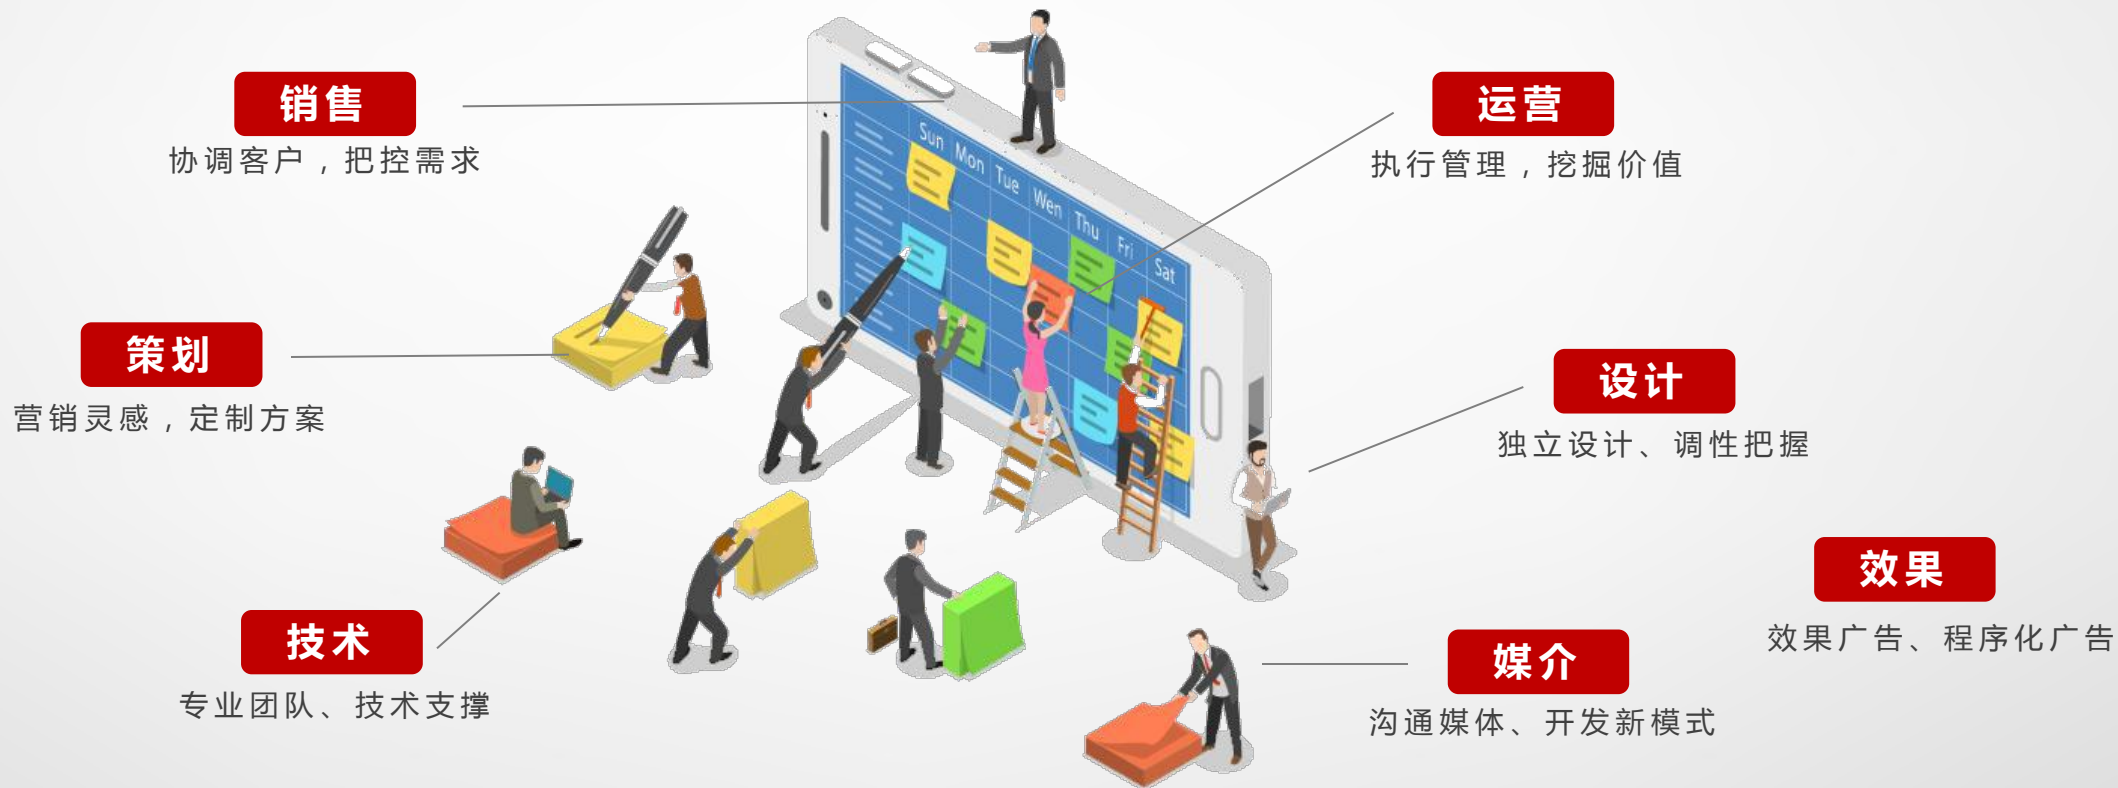 销售
协调客户，把控需求
运营
执行管理，挖掘价值
Sun Mon Tue Wen Thu Fri Sat
策划
营销灵感，定制方案
设计
独立设计、调性把握
效果
效果广告、程序化广告
技术
专业团队、技术支撑
媒介
沟通媒体、开发新模式